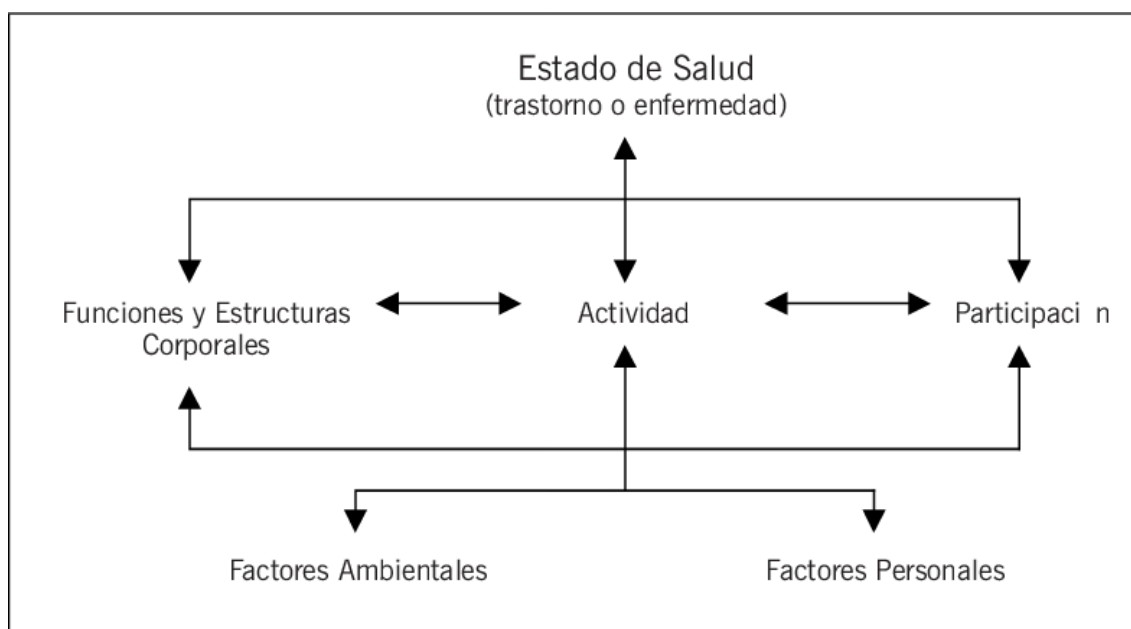 Estado de Salud
(trastorno o enfermedad)
Funciones y Estructuras
Corporales
Actividad
Participaci n
Factores Ambientales
Factores Personales